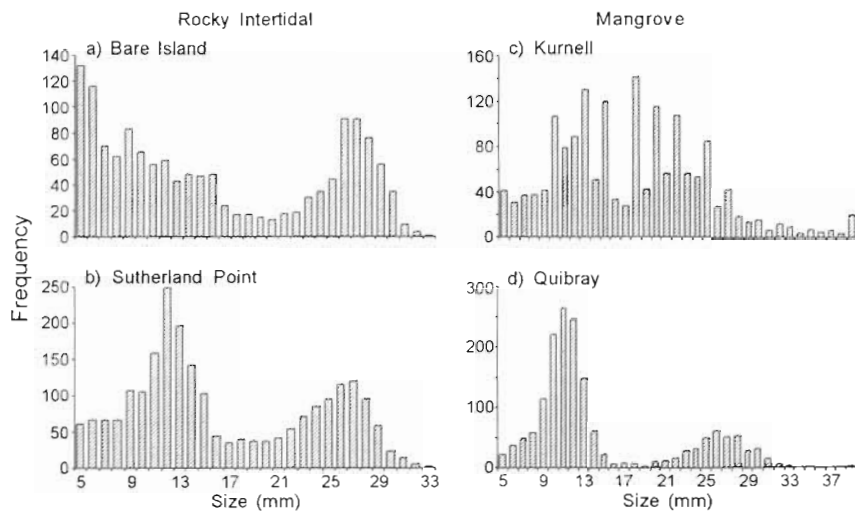 Rocky Intertidal
Mangrove
a) Bare Island
140
120
100
80
60
40
20
0
c) Kurnell
160
120
80
40
0
Frequency
b) Sutherland Point
250
200
150
100
50
0
5 9 13 17 21 25 29 33
Size (mm)
d) Quibray
300
250
100
50
0
5 9 13 17 21 25 29 33 37
Size (mm)